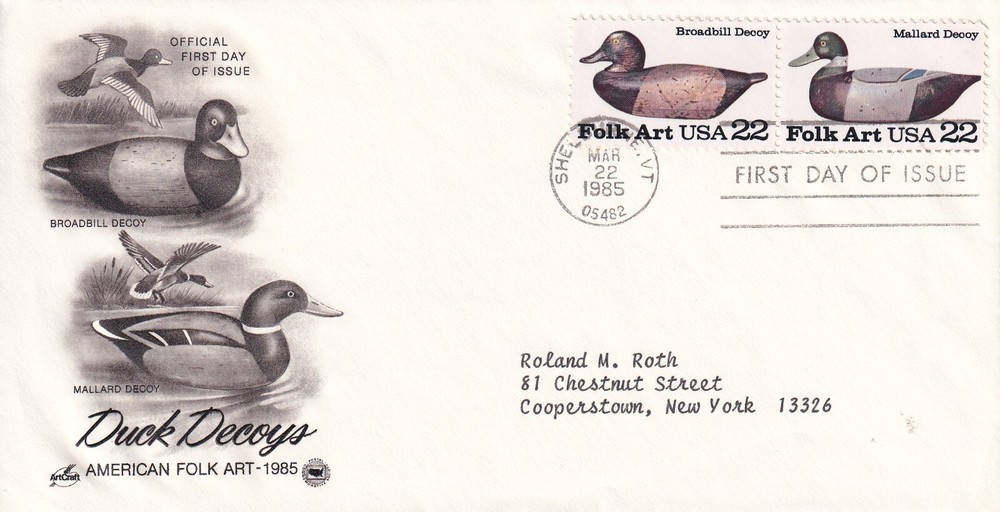 OFFICIAL
FIRST DAY
OF ISSUE
BROADBILL DECOY
MALLARD DECOY
Duck Decoys
AMERICAN FOLK ART-1985
ArtCraft
Broadbill Decoy
Folk Art USA 22
Mallard Decoy
Folk Art USA 22
MAR
22
1985
05482
FIRST DAY OF ISSUE
Roland M. Roth
81 Chestnut Street
Cooperstown, New York 13326